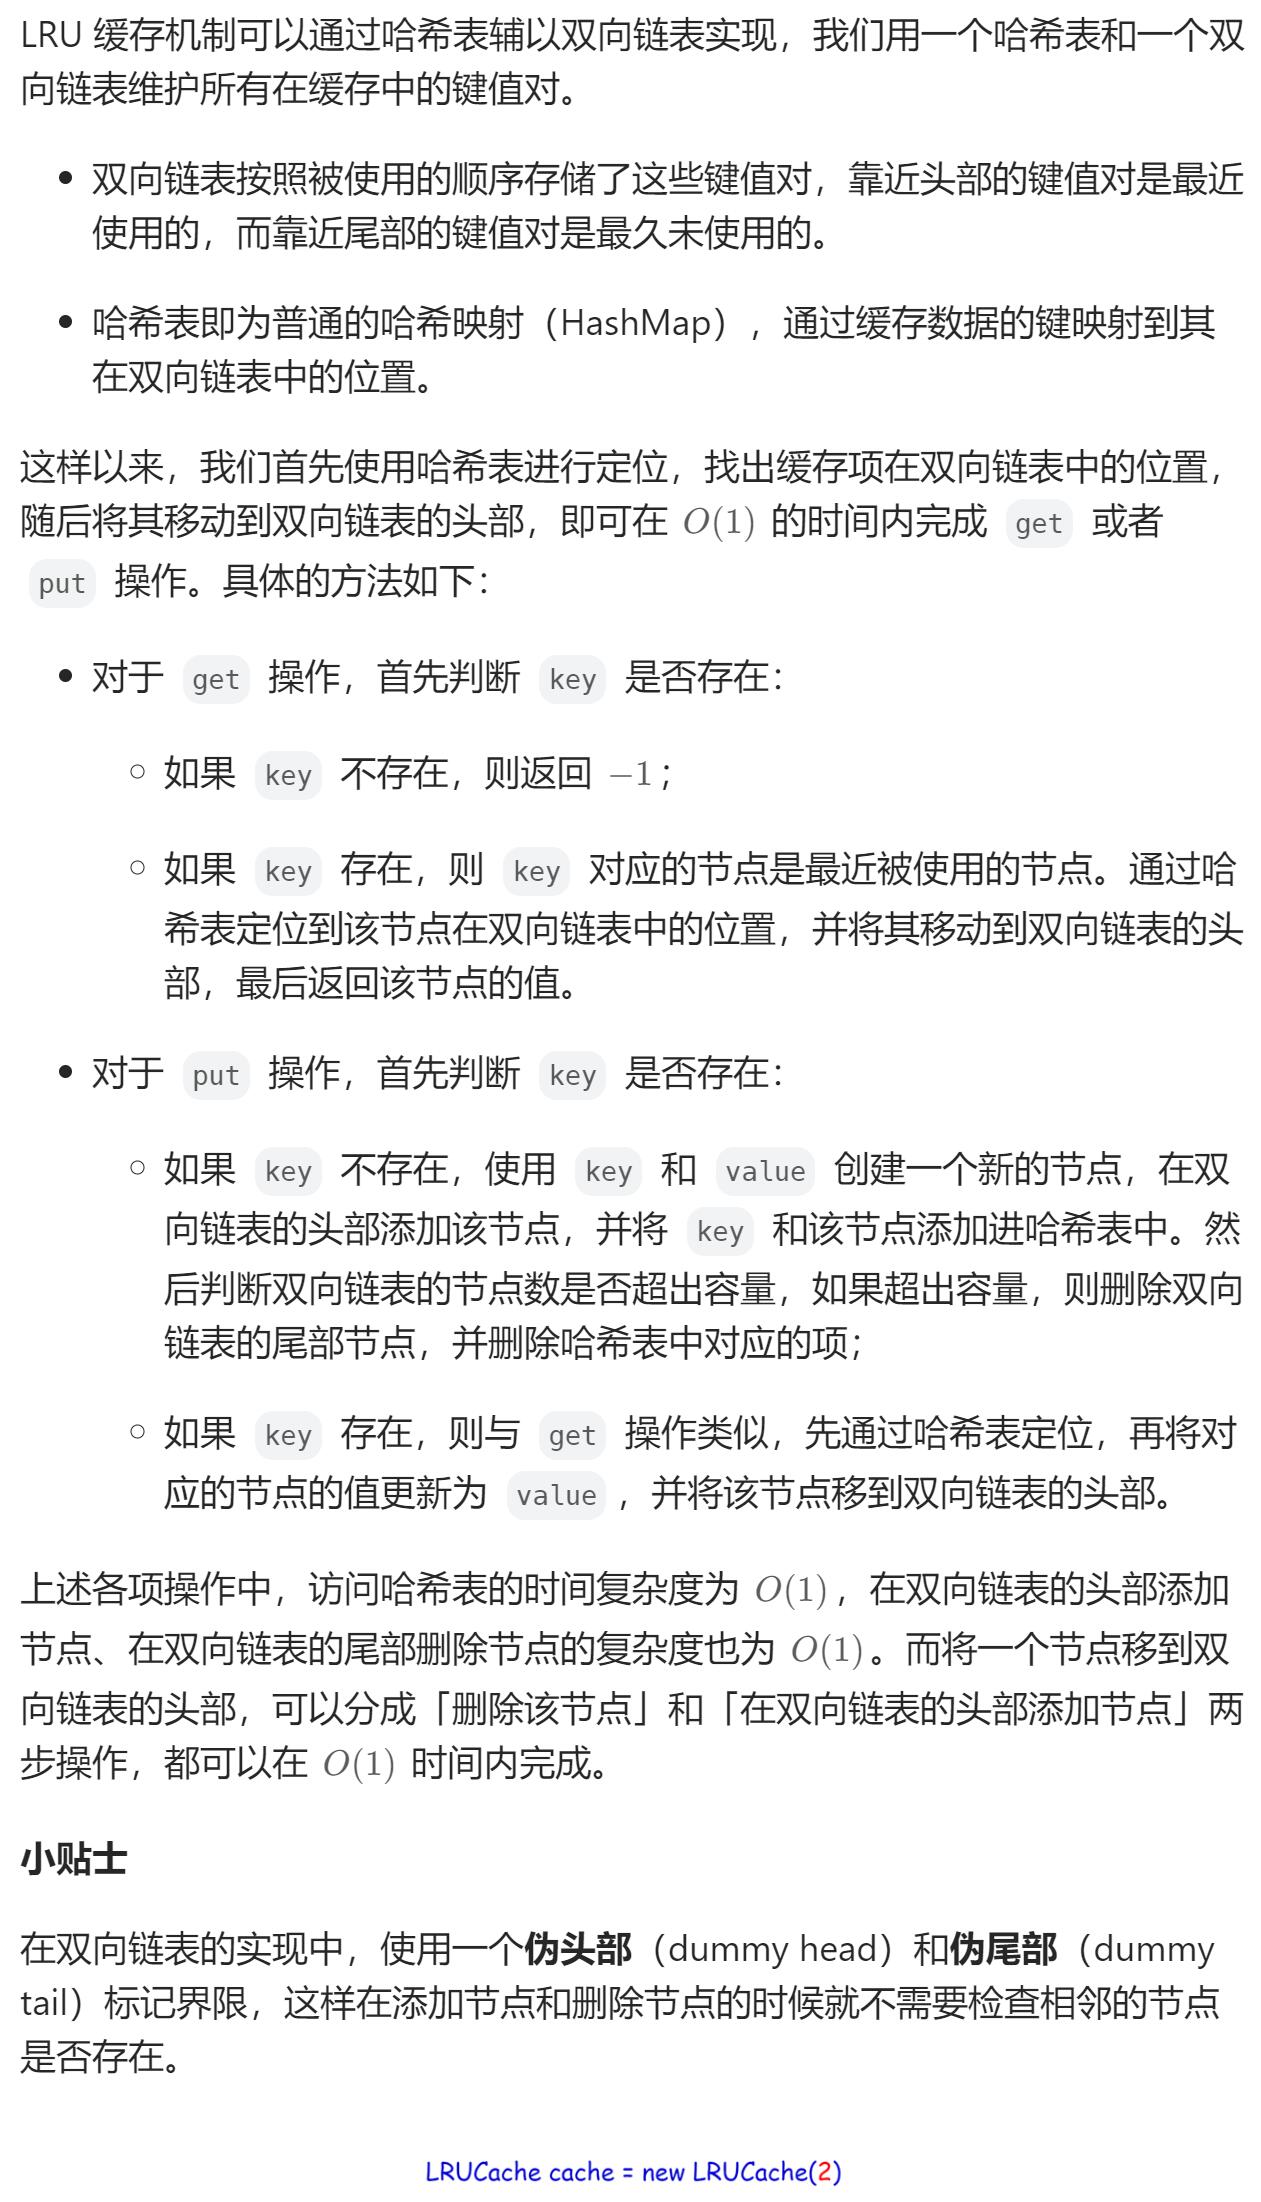 LRU 缓存机制可以通过哈希表辅以双向链表实现，我们用一个哈希表和一个双
向链表维护所有在缓存中的键值对。
双向链表按照被使用的顺序存储了这些键值对，靠近头部的键值对是最近
使用的，而靠近尾部的键值对是最久未使用的。
哈希表即为普通的哈希映射（HashMap），通过缓存数据的键映射到其
在双向链表中的位置。
这样以来，我们首先使用哈希表进行定位，找出缓存项在双向链表中的位置，
随后将其移动到双向链表的头部，即可在 O(1) 的时间内完成 get 或者
put 操作。具体的方法如下：
对于 get 操作，首先判断 key 是否存在：
如果 key 不存在，则返回 −1；
如果 key 存在，则 key 对应的节点是最近被使用的节点。通过哈
希表定位到该节点在双向链表中的位置，并将其移动到双向链表的头
部，最后返回该节点的值。
对于 put 操作，首先判断 key 是否存在：
如果 key 不存在，使用 key 和 value 创建一个新的节点，在双
向链表的头部添加该节点，并将 key 和该节点添加进哈希表中。然
后判断双向链表的节点数是否超出容量，如果超出容量，则删除双向
链表的尾部节点，并删除哈希表中对应的项；
如果 key 存在，则与 get 操作类似，先通过哈希表定位，再将对
应的节点的值更新为 value ，并将该节点移到双向链表的头部。
上述各项操作中，访问哈希表的时间复杂度为 O(1)，在双向链表的头部添加
节点、在双向链表的尾部删除节点的复杂度也为 O(1)。而将一个节点移到双
向链表的头部，可以分成「删除该节点」和「在双向链表的头部添加节点」两
步操作，都可以在 O(1) 时间内完成。
小贴士
在双向链表的实现中，使用一个伪头部（dummy head）和伪尾部（dummy
tail）标记界限，这样在添加节点和删除节点的时候就不需要检查相邻的节点
是否存在。
LRUCache cache = new LRUCache(2)